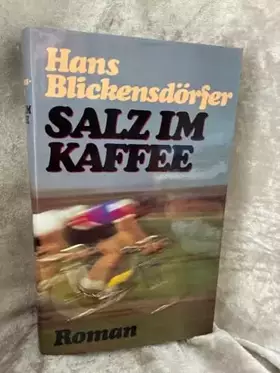 Hans
Blickensdörfer
SALZ IM
KAFFEE
Roman